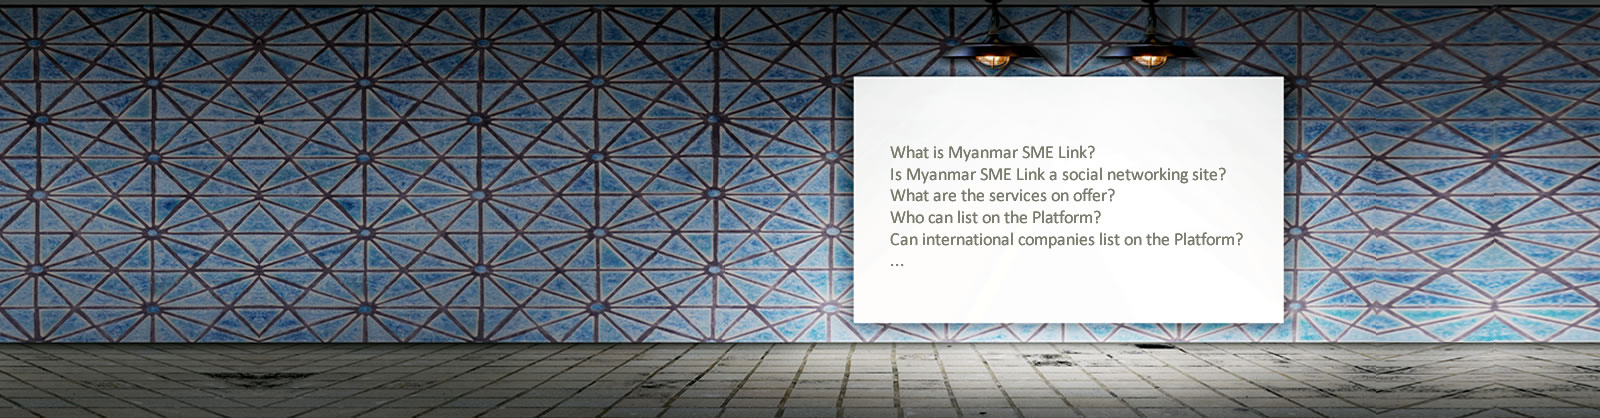 What is Myanmar SME Link?
Is Myanmar SME Link a social networking site?
What are the services on offer?
Who can list on the Platform?
Can international companies list on the Platform?
...